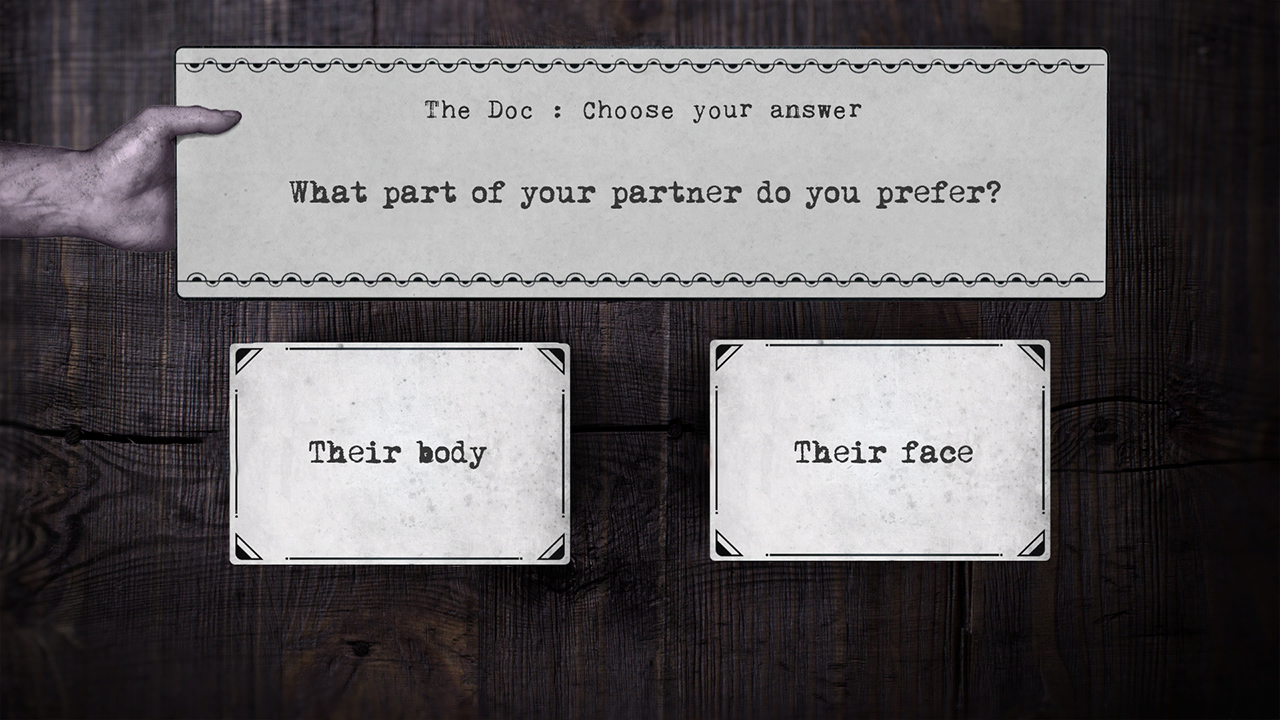 The Doc : Choose your answer
What part of your partner do you prefer?
Their body
Their face